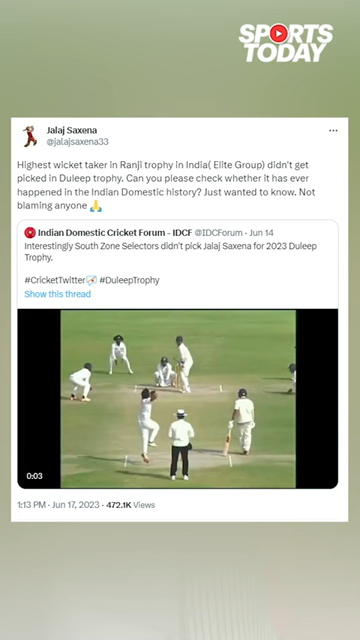 SPORTS
TODAY
Jalaj Saxena
@jalajsaxena33
Highest wicket taker in Ranji trophy in India( Elite Group) didn't get
picked in Duleep trophy. Can you please check whether it has ever
happened in the Indian Domestic history? Just wanted to know. Not
blaming anyone 🙏
Indian Domestic Cricket Forum - IDCF @IDCForum · Jun 14
Interestingly South Zone Selectors didn't pick Jalaj Saxena for 2023 Duleep
Trophy.
#CricketTwitter🏏 #DuleepTrophy
Show this thread
0:03
1:13 PM · Jun 17, 2023 · 472.1K Views